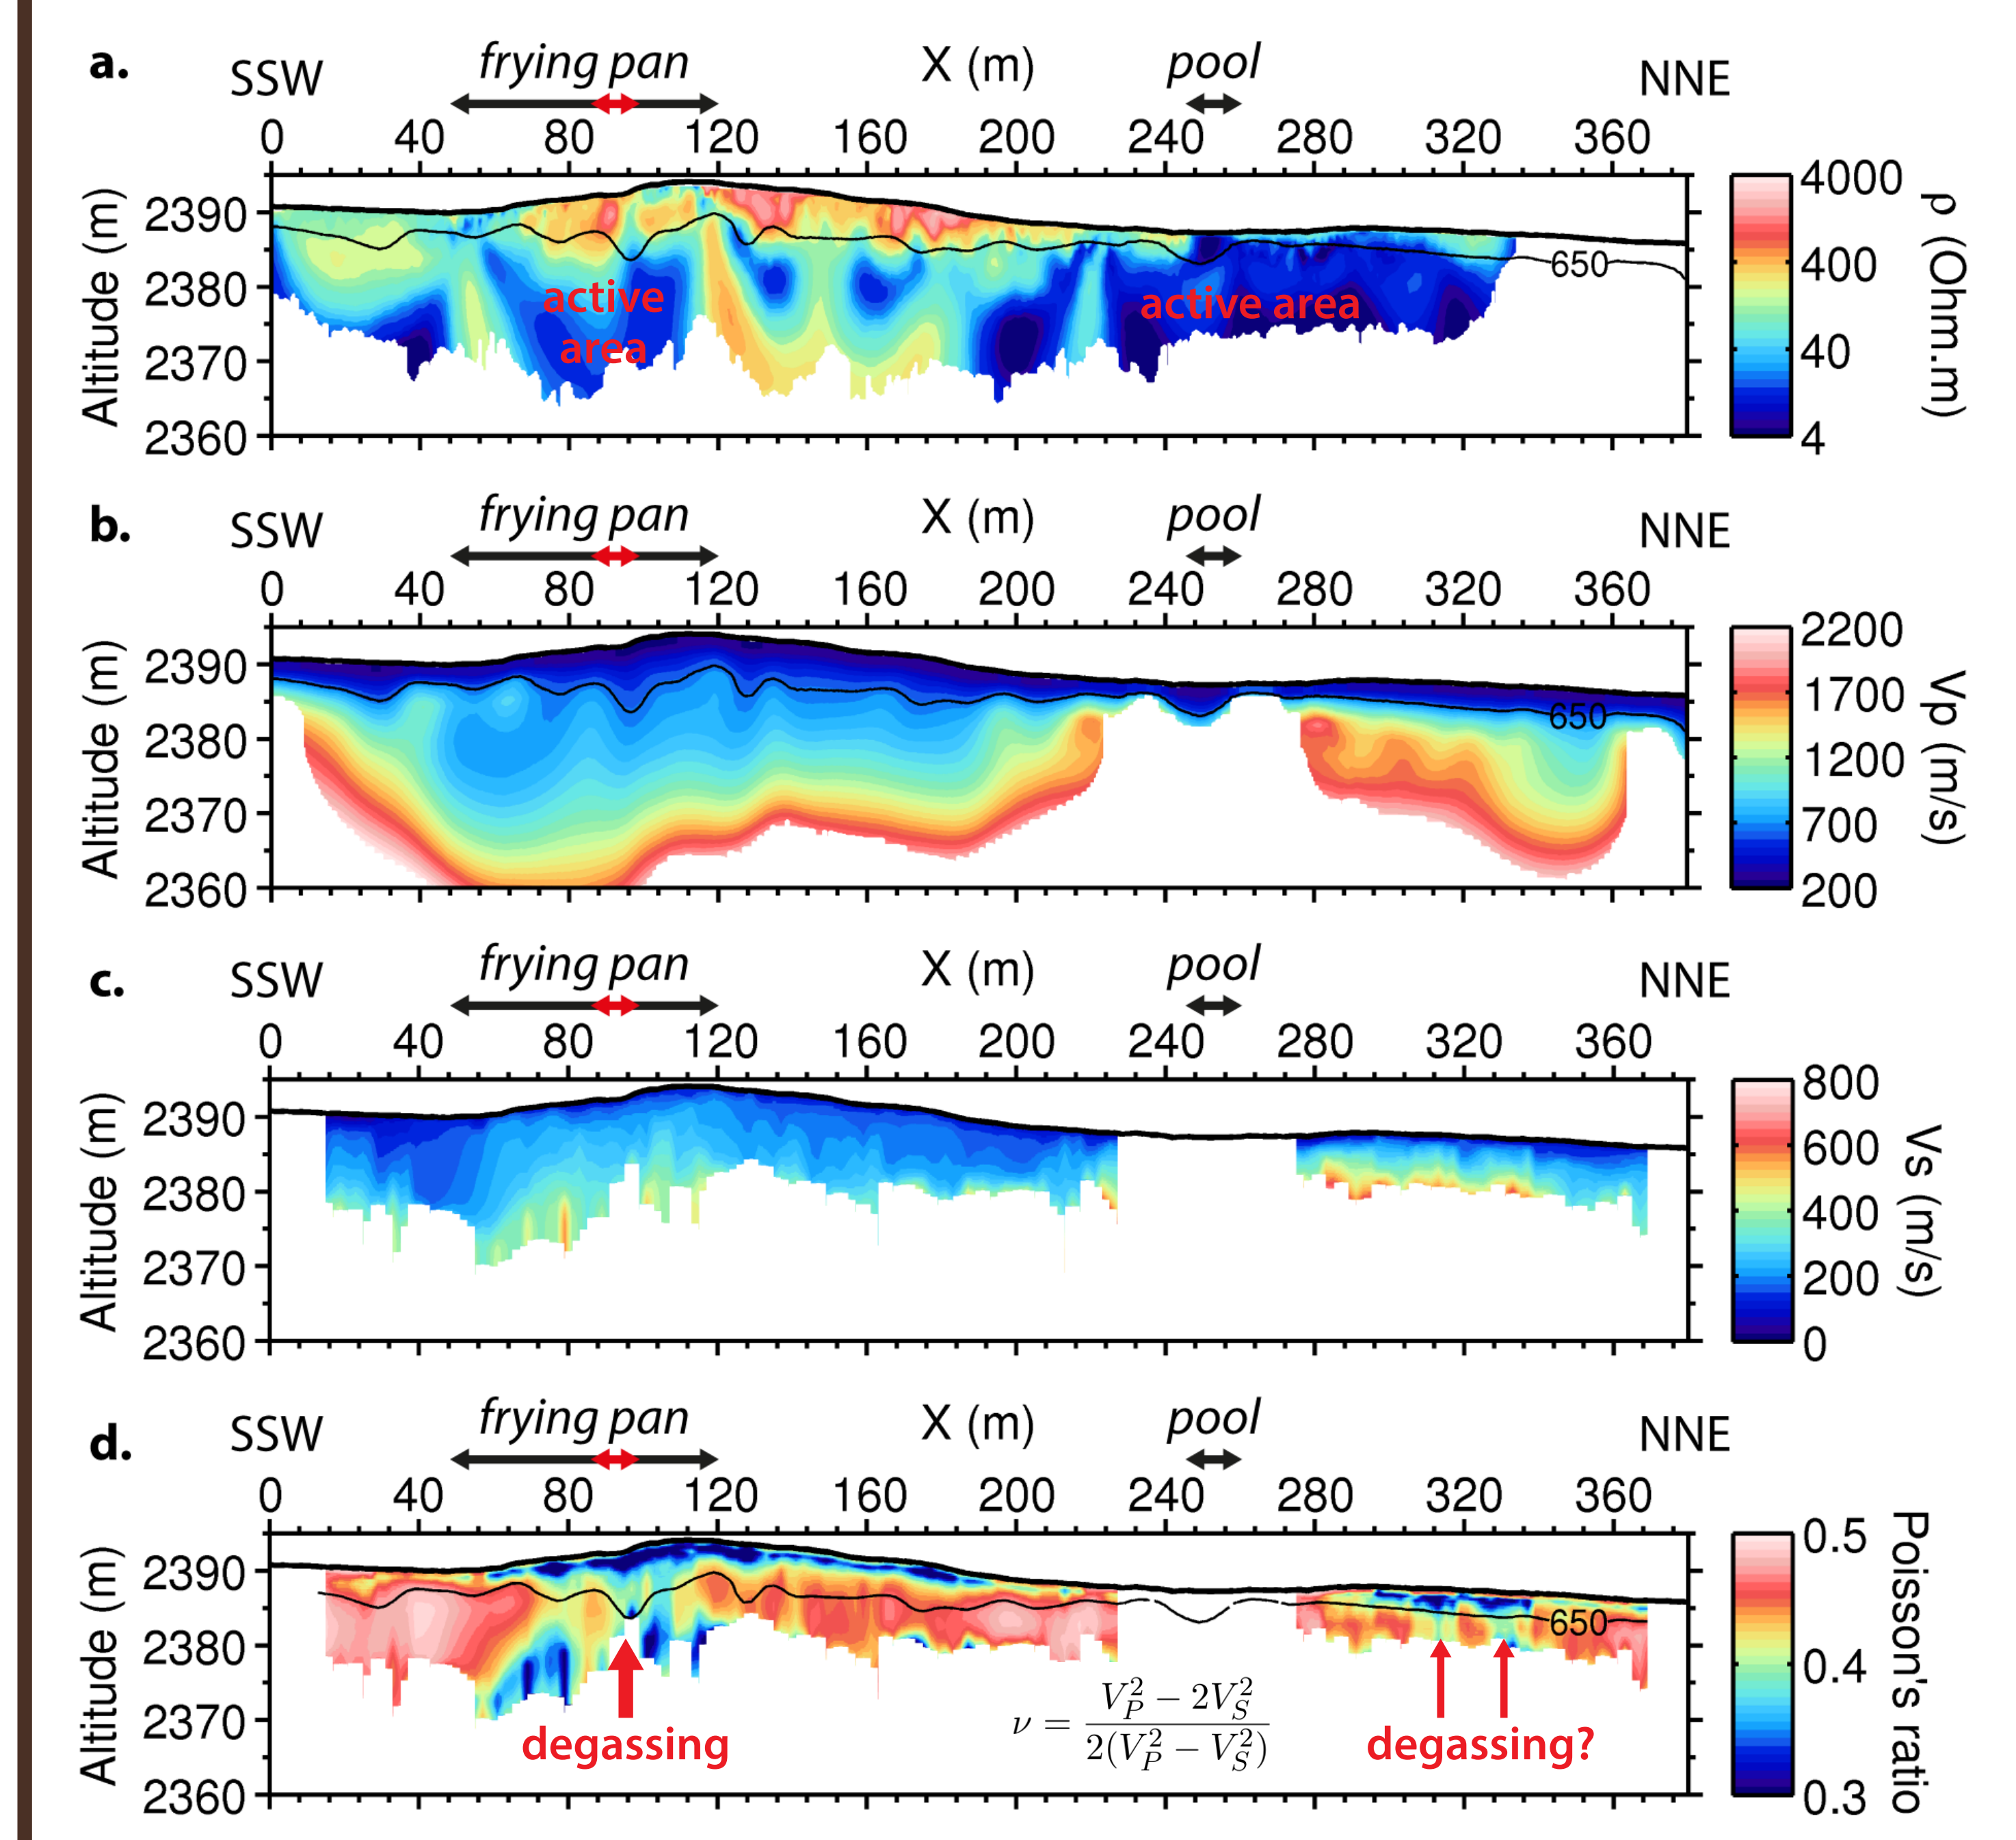 a.
SSW frying pan X (m) pool NNE
0 40 80 120 160 200 240 280 320 360
Altitude (m)
2390
2380
2370
2360
active area
active area
650
4000
400
40
4
ρ (Ohm.m)
b.
SSW frying pan X (m) pool NNE
0 40 80 120 160 200 240 280 320 360
Altitude (m)
2390
2380
2370
2360
650
2200
1700
1200
700
200
Vp (m/s)
c.
SSW frying pan X (m) pool NNE
0 40 80 120 160 200 240 280 320 360
Altitude (m)
2390
2380
2370
2360
800
600
400
200
0
Vs (m/s)
d.
SSW frying pan X (m) pool NNE
0 40 80 120 160 200 240 280 320 360
Altitude (m)
2390
2380
2370
2360
650
degassing
ν = (V_P^2 − 2V_S^2) / (2(V_P^2 − V_S^2))
degassing?
0.5
0.4
0.3
Poisson's ratio